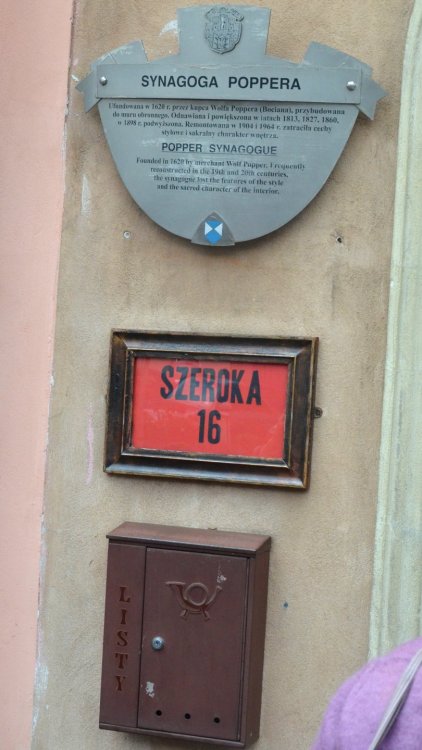 SYNAGOGA POPPERA
Ufundowana w 1620 r. przez kupca Wolfa Poppera (Bociana), przybudowana
do muru obronnego. Odnawiana i powiększona w latach 1813, 1827, 1860,
w 1898 r. podwyższona. Remontowana w 1904 i 1964 r. zatraciła cechy
stylowe i sakralny charakter wnętrza.
POPPER SYNAGOGUE
Founded in 1620 by merchant Wolf Popper. Frequently
reconstructed in the 19th and 20th centuries,
the synagogue lost the features of the style
and the sacred character of the interior.
SZEROKA
16
LISTY